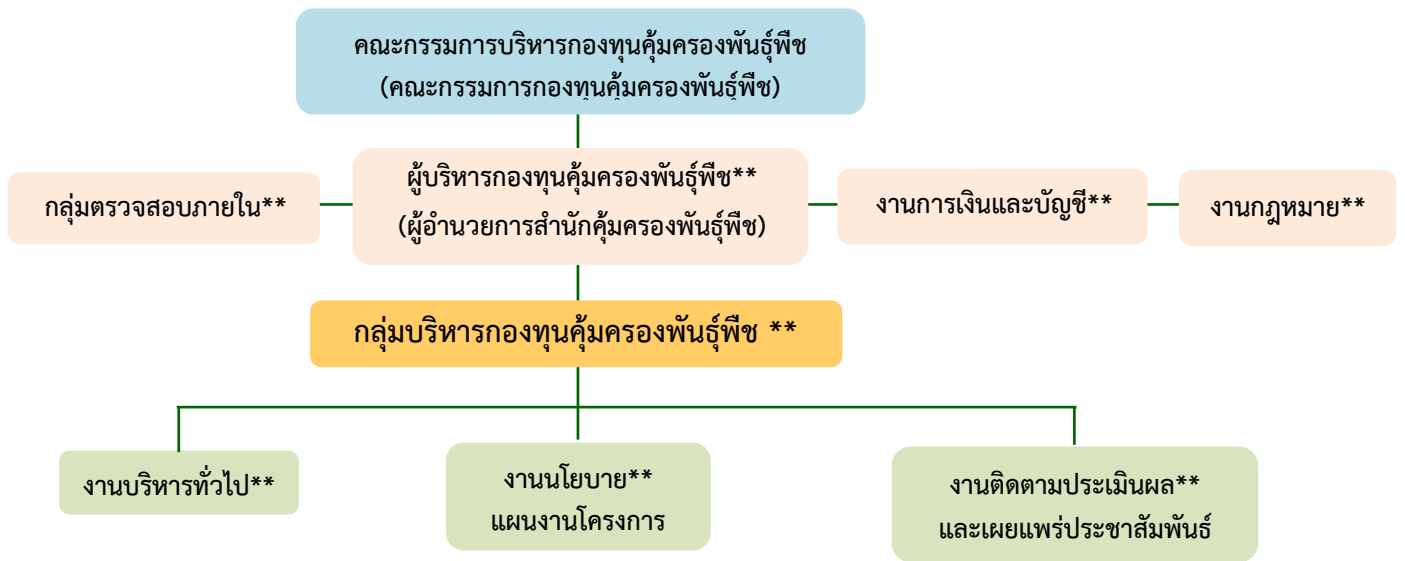 คณะกรรมการบริหารกองทุนคุ้มครองพันธุ์พืช
(คณะกรรมการกองทุนคุ้มครองพันธุ์พืช)
กลุ่มตรวจสอบภายใน**
ผู้บริหารกองทุนคุ้มครองพันธุ์พืช**
(ผู้อำนวยการสำนักคุ้มครองพันธุ์พืช)
งานการเงินและบัญชี**
งานกฎหมาย**
กลุ่มบริหารกองทุนคุ้มครองพันธุ์พืช **
งานบริหารทั่วไป**
งานนโยบาย**
แผนงานโครงการ
งานติดตามประเมินผล**
และเผยแพร่ประชาสัมพันธ์